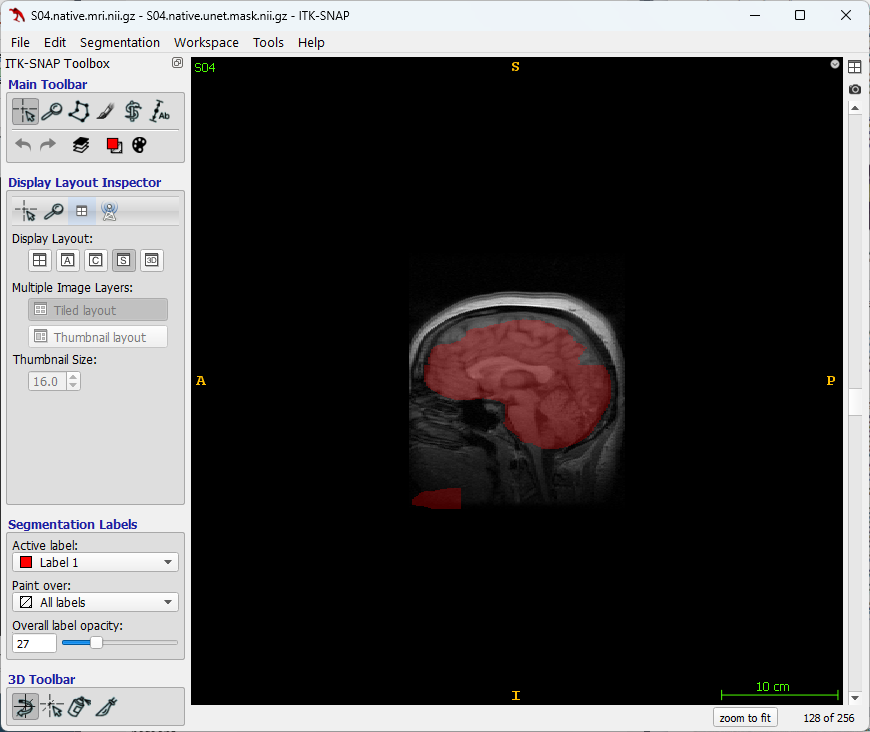 S04.native.mri.nii.gz - S04.native.unet.mask.nii.gz - ITK-SNAP
File Edit Segmentation Workspace Tools Help
ITK-SNAP Toolbox
Main Toolbar
Ab
Display Layout Inspector
Display Layout:
A C S 3D
Multiple Image Layers:
Tiled layout
Thumbnail layout
Thumbnail Size:
16.0
Segmentation Labels
Active label:
Label 1
Paint over:
All labels
Overall label opacity:
27
3D Toolbar
S04
S
A
P
I
10 cm
zoom to fit
128 of 256